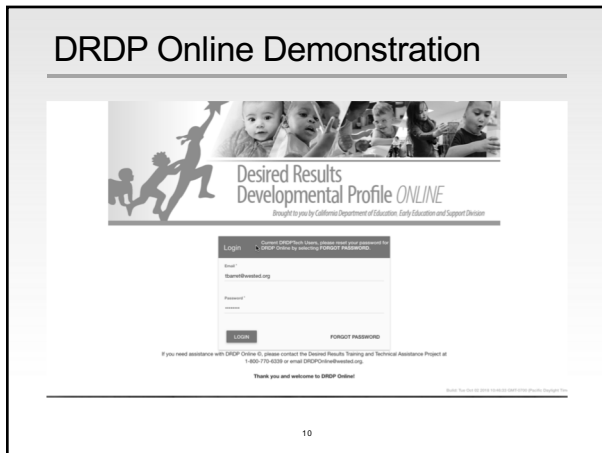 DRDP Online Demonstration
Desired Results
Developmental Profile ONLINE
Brought to you by California Department of Education Early Education and Support Division
Login
Current DRDPTech Users, please reset your password for
DRDP Online by selecting FORGOT PASSWORD.
Email *
Password *
LOGIN
FORGOT PASSWORD
If you need assistance with DRDP Online ©, please contact the Desired Results Training and Technical Assistance Project at
1-800-770-6339 or email DRDPOnline@wested.org.
Thank you and welcome to DRDP Online!
10